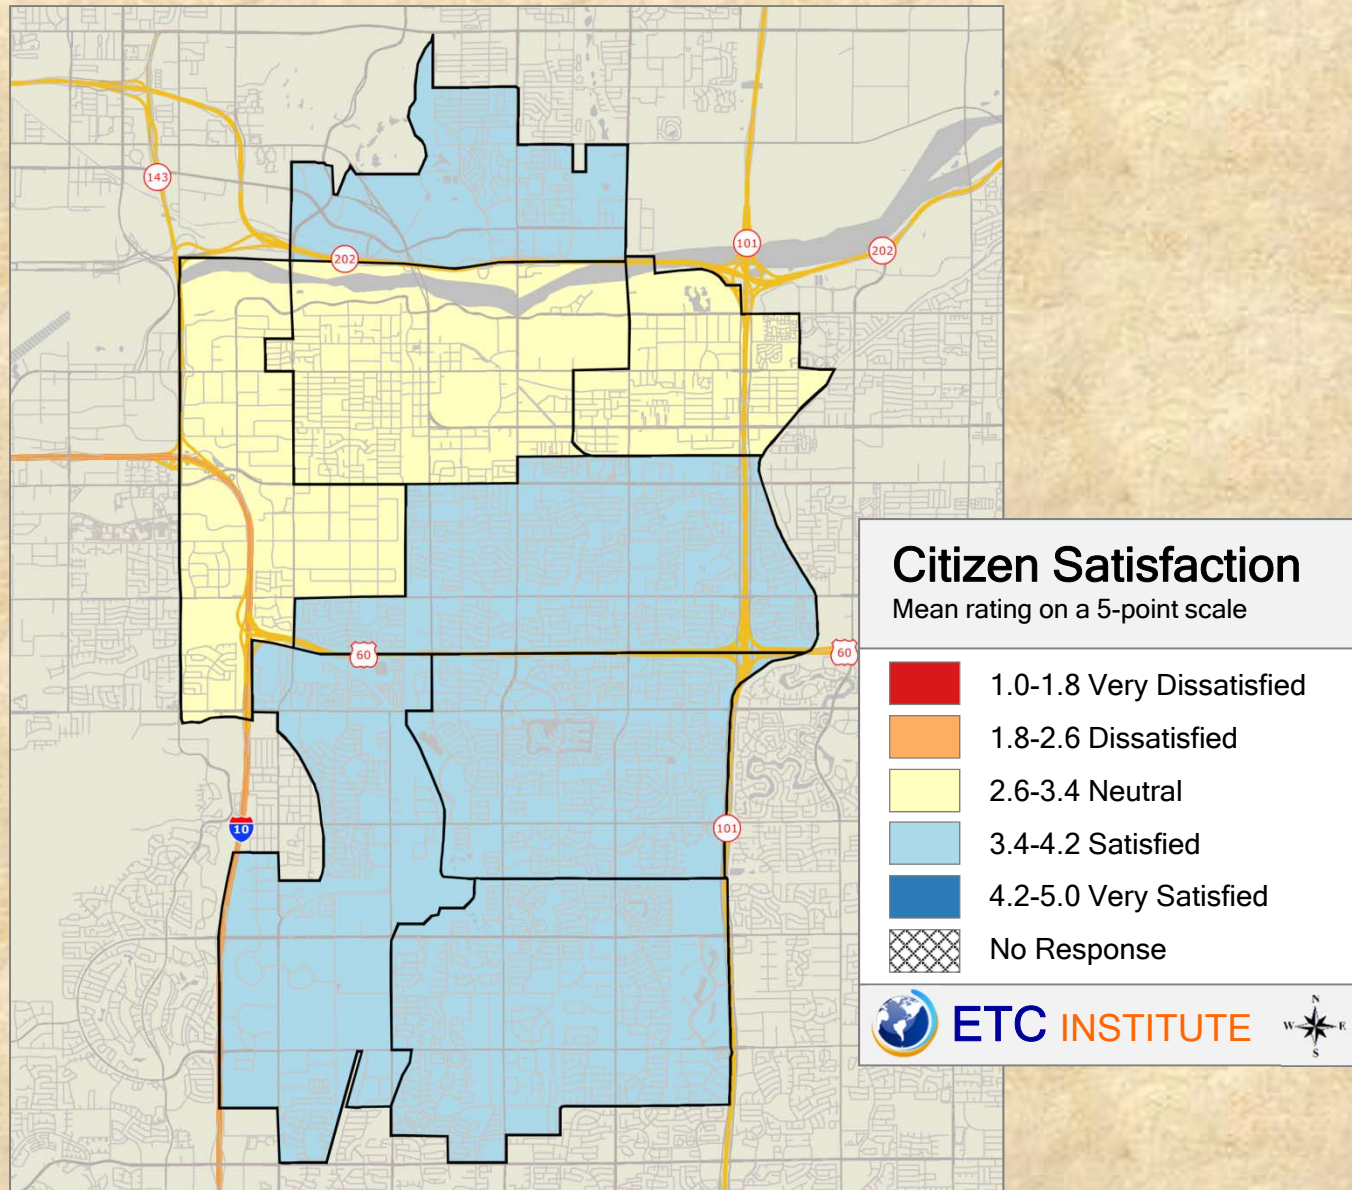 143
202
101
202
Citizen Satisfaction
Mean rating on a 5-point scale
60
60
1.0-1.8 Very Dissatisfied
1.8-2.6 Dissatisfied
2.6-3.4 Neutral
10
101
3.4-4.2 Satisfied
4.2-5.0 Very Satisfied
No Response
ETC INSTITUTE
N
W E
S